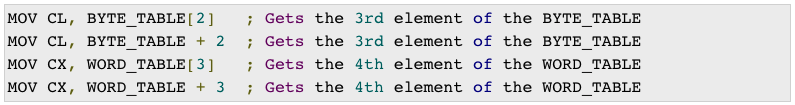 MOV CL, BYTE_TABLE[2]   ; Gets the 3rd element of the BYTE_TABLE
MOV CL, BYTE_TABLE + 2  ; Gets the 3rd element of the BYTE_TABLE
MOV CX, WORD_TABLE[3]   ; Gets the 4th element of the WORD_TABLE
MOV CX, WORD_TABLE + 3  ; Gets the 4th element of the WORD_TABLE